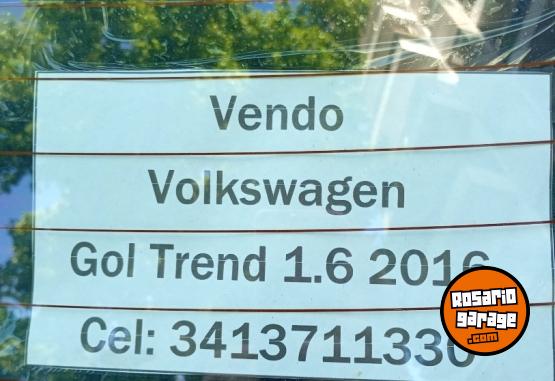 Vendo
Volkswagen
Gol Trend 1.6 2016
Cel: 3413711330
Rosario
garage
.com